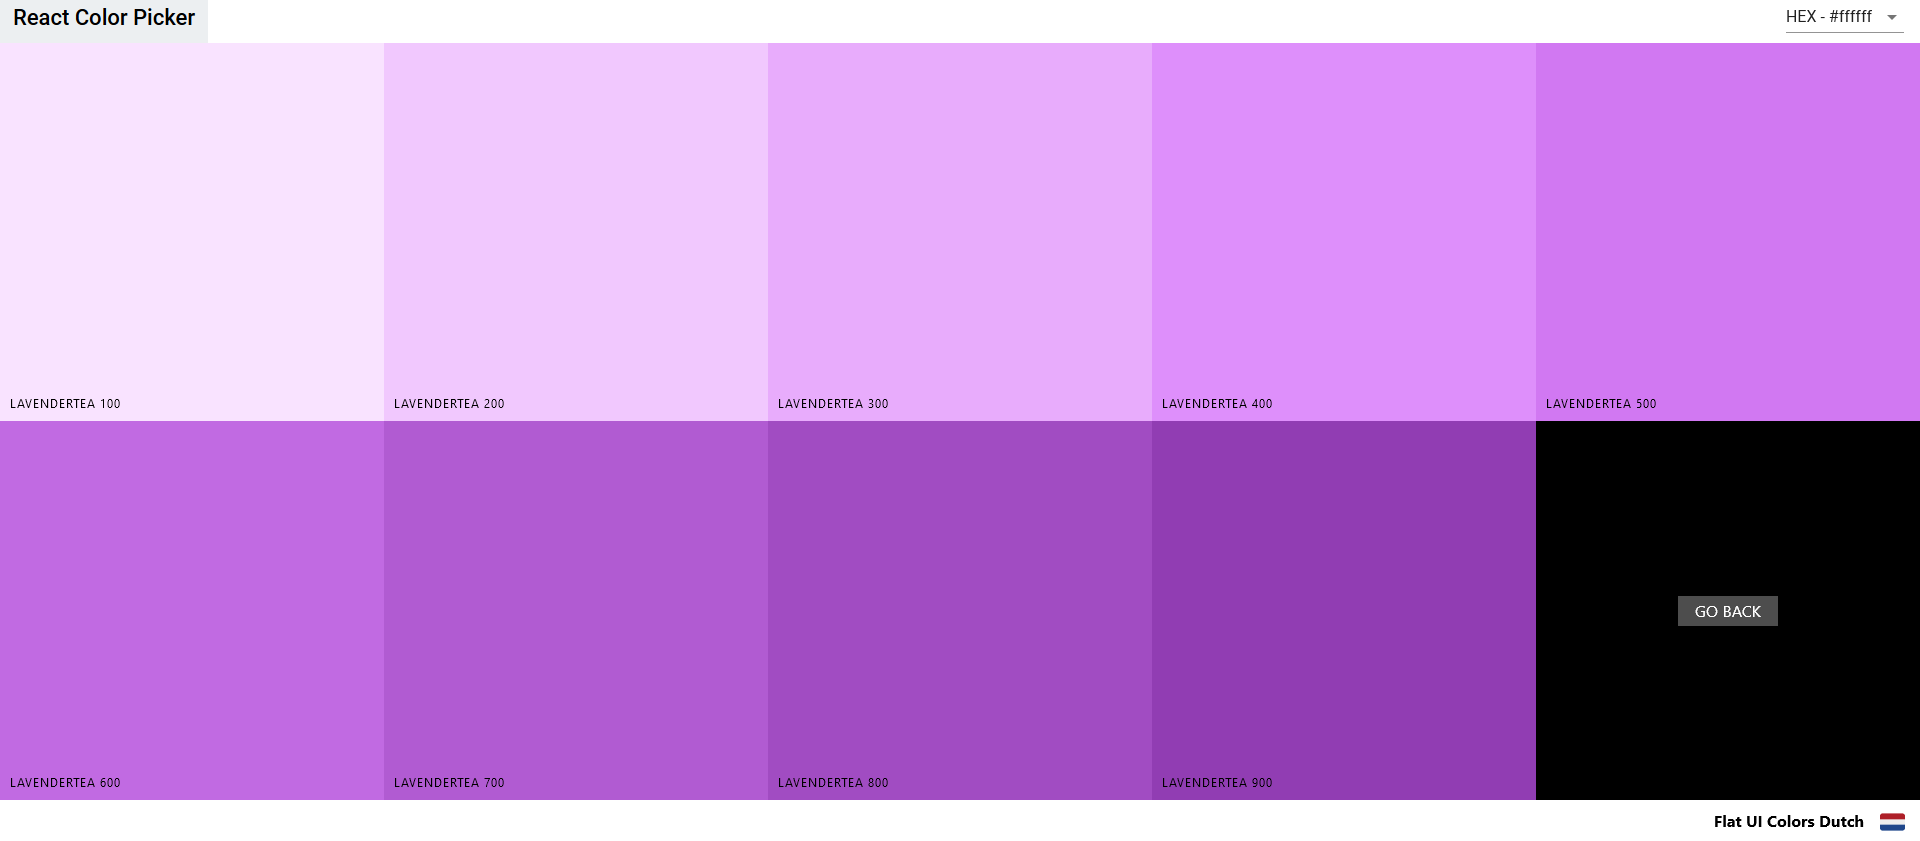 React Color Picker
HEX - #ffffff
LAVENDERTEA 100
LAVENDERTEA 200
LAVENDERTEA 300
LAVENDERTEA 400
LAVENDERTEA 500
LAVENDERTEA 600
LAVENDERTEA 700
LAVENDERTEA 800
LAVENDERTEA 900
GO BACK
Flat UI Colors Dutch